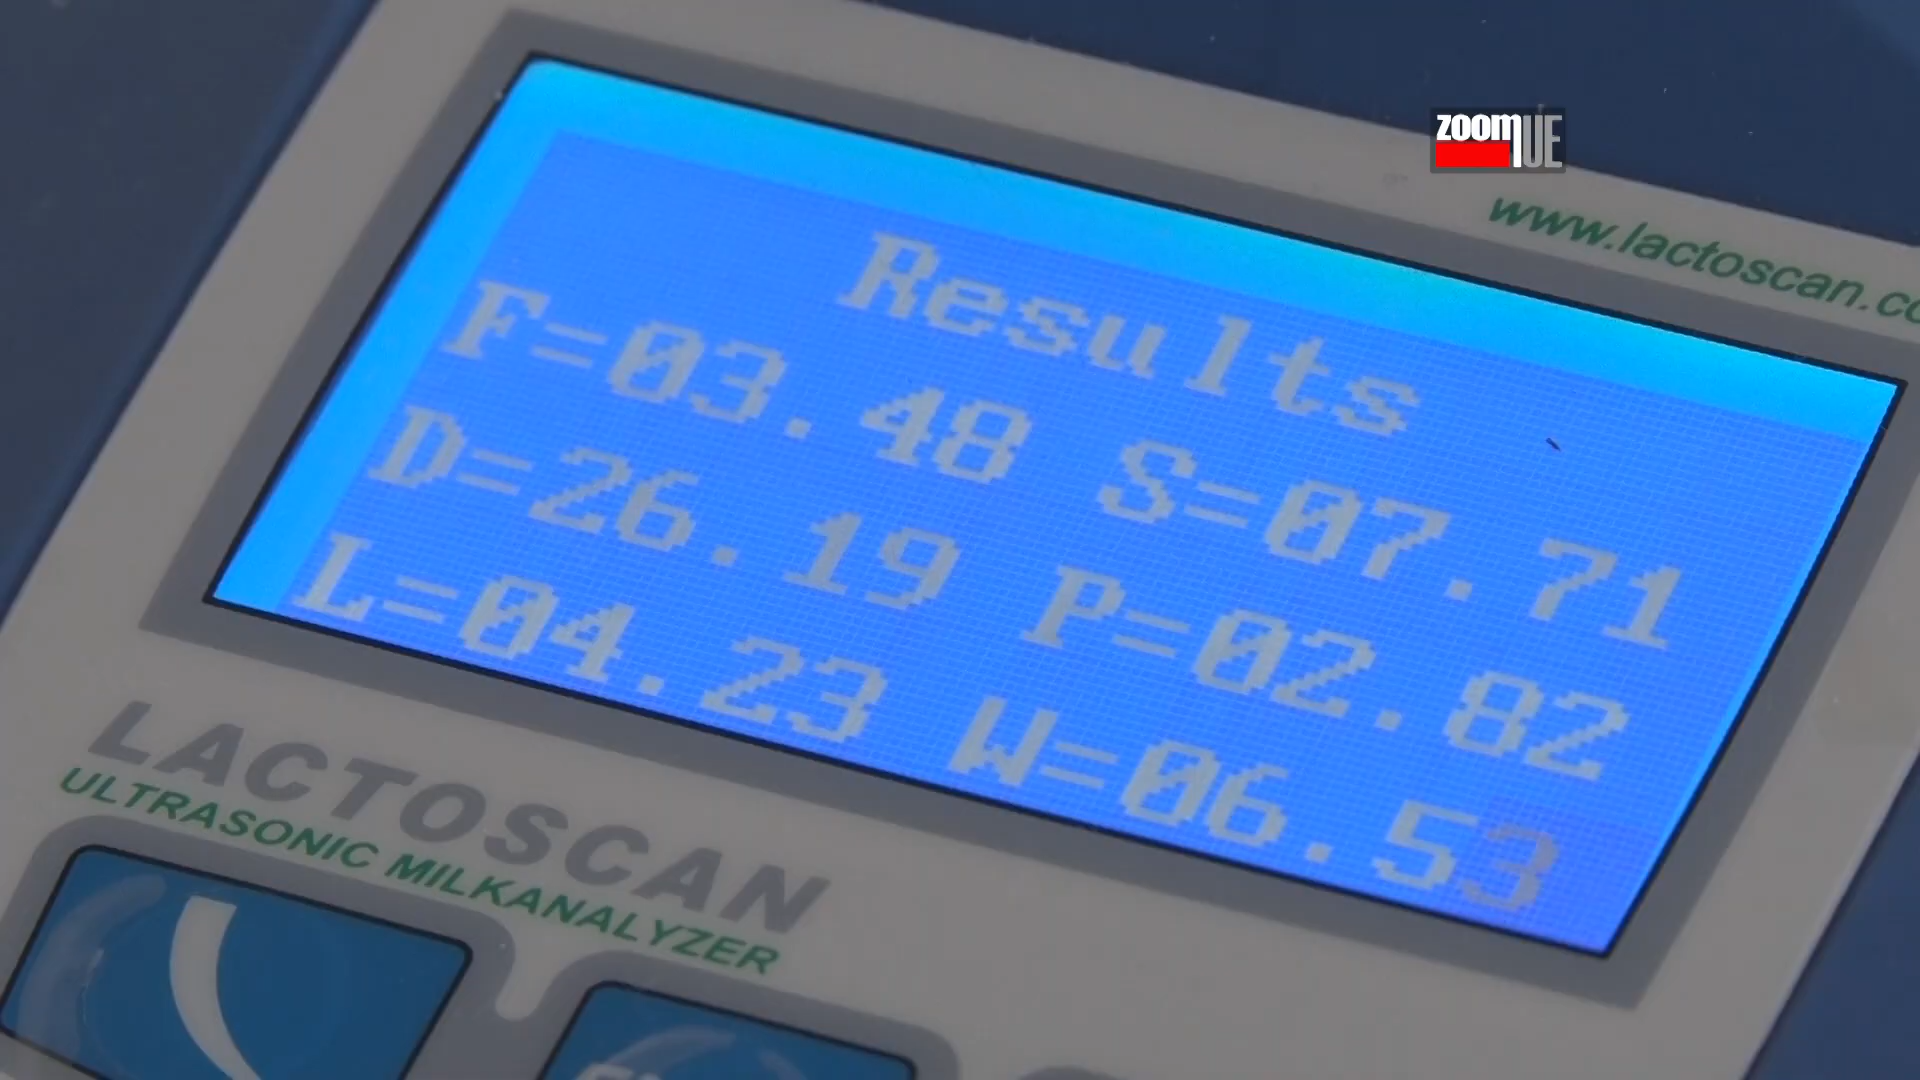 zoom UE
www.lactoscan.co
Results
F=03.48 S=07.71
D=26.19 P=02.82
L=04.23 W=06.53
LACTOSCAN
ULTRASONIC MILKANALYZER